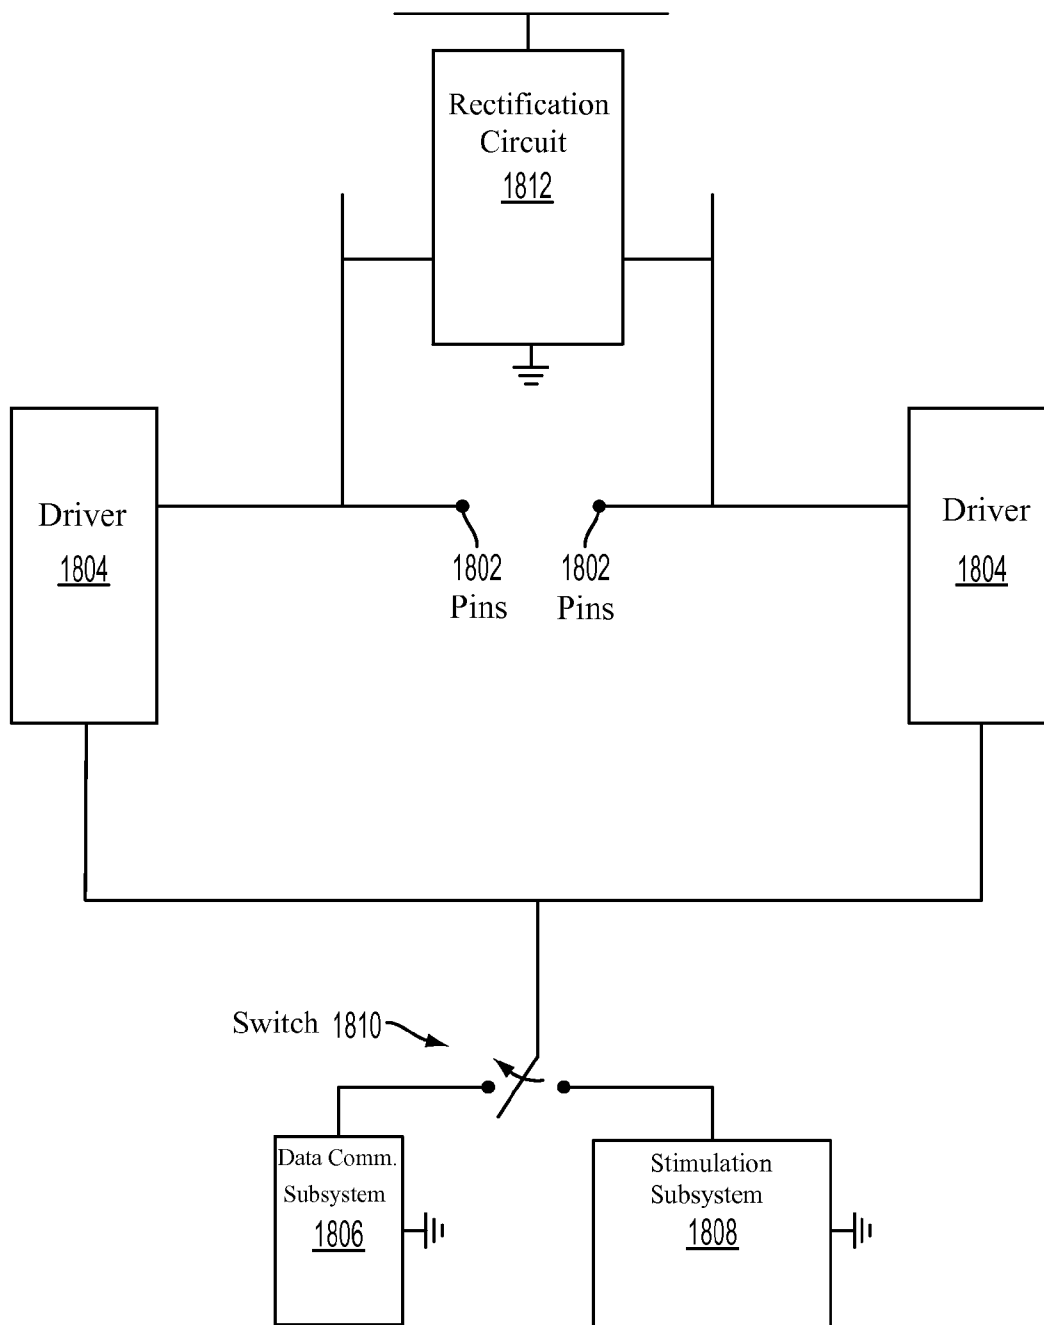 Rectification
Circuit
1812
Driver
1804
Driver
1804
1802
Pins
1802
Pins
Switch 1810
Data Comm.
Subsystem
1806
Stimulation
Subsystem
1808